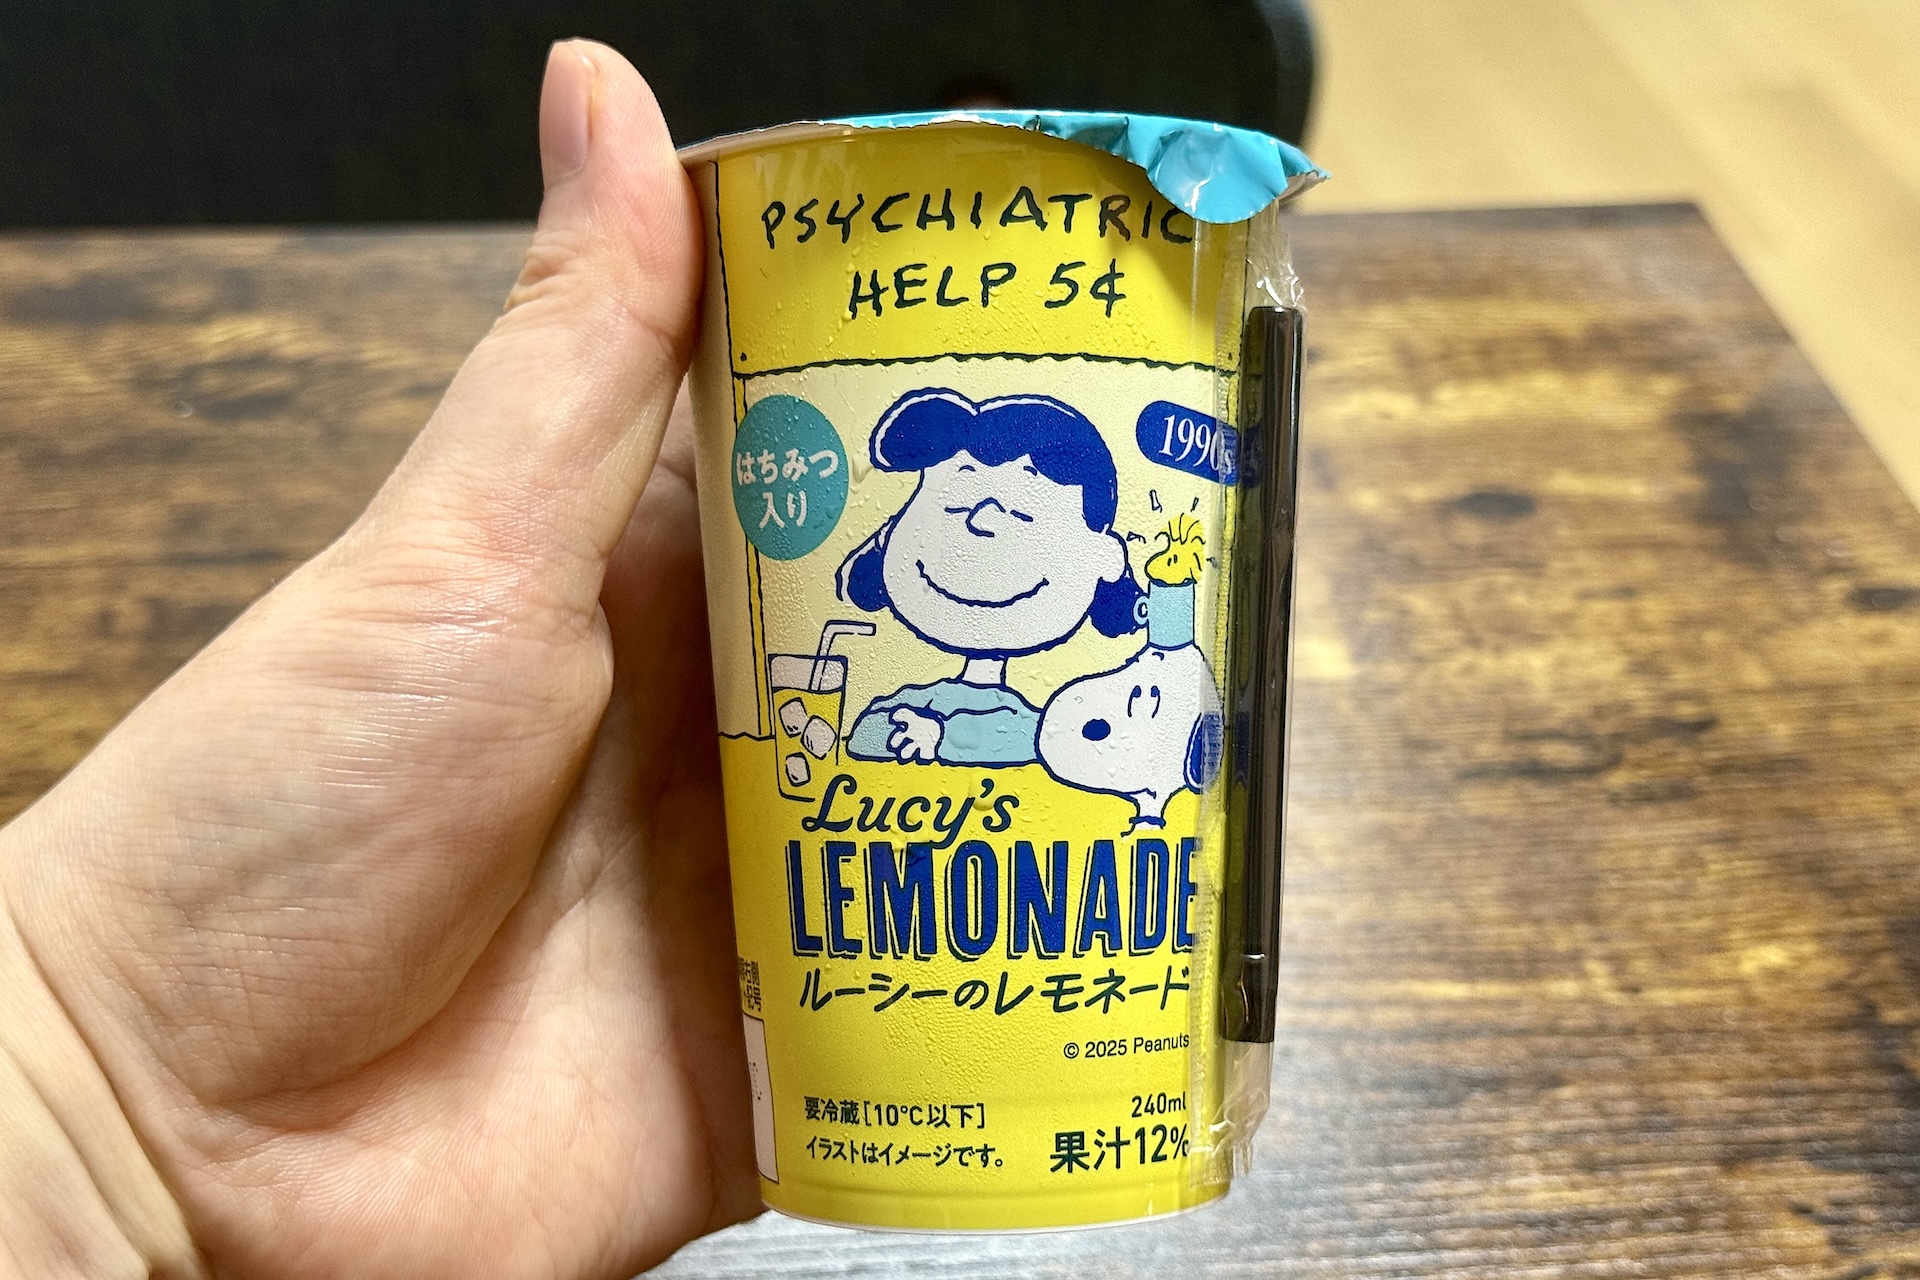 PSYCHIATRIC
HELP 5¢
はちみつ
入り
1990s
Lucy's
LEMONADE
ルーシーのレモネード
© 2025 Peanuts
要冷蔵[10℃以下]
イラストはイメージです。
240ml
果汁12%